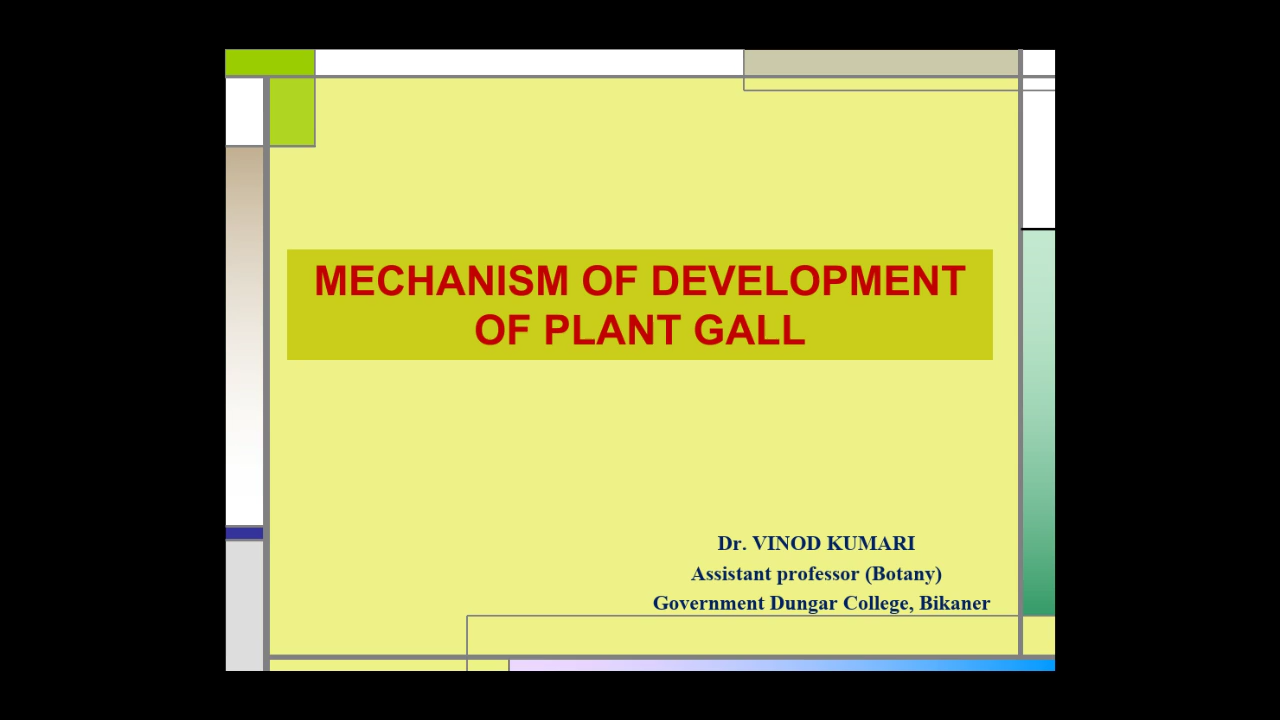 MECHANISM OF DEVELOPMENT
OF PLANT GALL
Dr. VINOD KUMARI
Assistant professor (Botany)
Government Dungar College, Bikaner